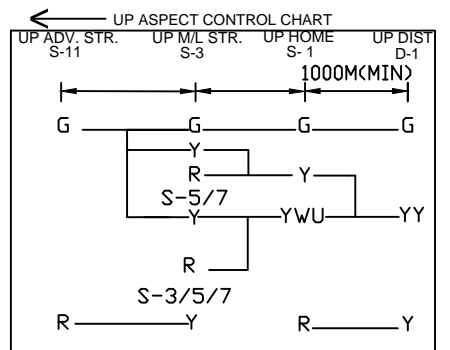 UP ASPECT CONTROL CHART
UP ADV. STR. UP M/L STR. UP HOME UP DIST
S-11 S-3 S- 1 D-1
1000M(MIN)
G G G G
Y
R Y
S-5/7
Y YWU YY
R
S-3/5/7
R Y R Y